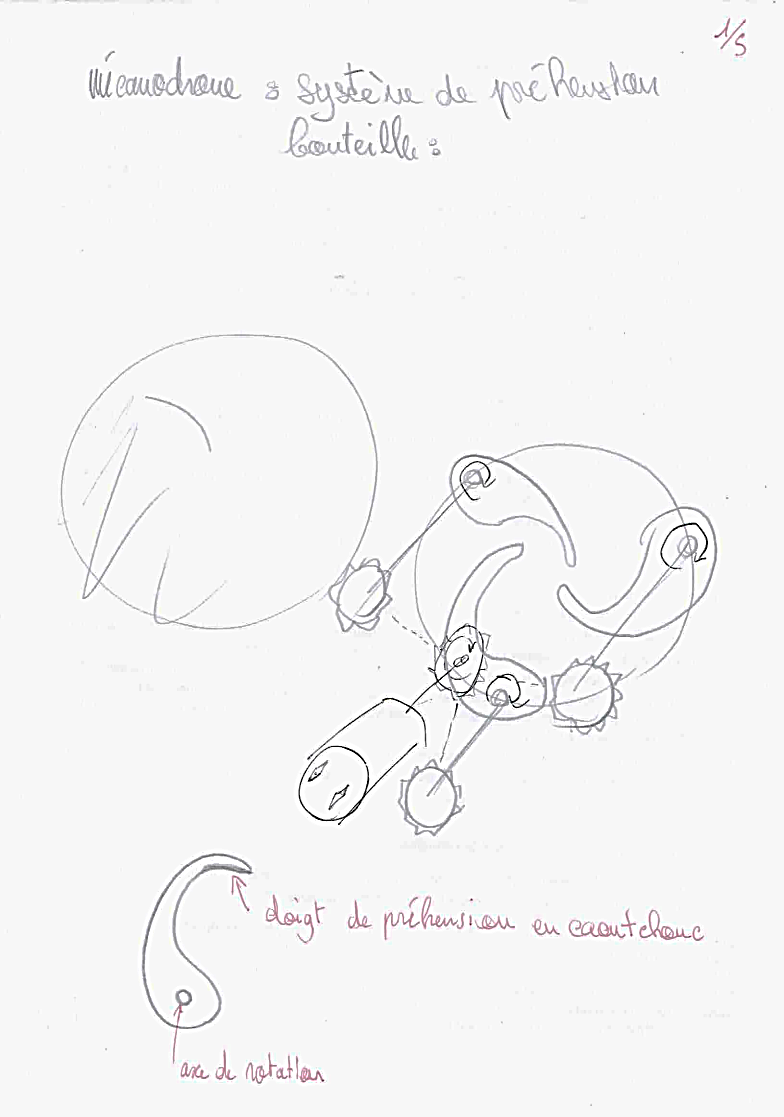 1/5
Mécanodrone : système de préhension
bouteille :
doigt de préhension en caoutchouc
axe de rotation